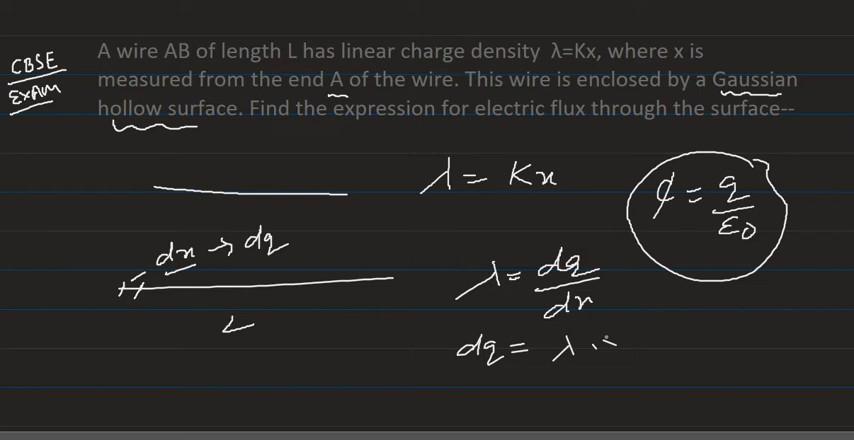 CBSE
EXAM
A wire AB of length L has linear charge density λ=Kx, where x is
measured from the end A of the wire. This wire is enclosed by a Gaussian
hollow surface. Find the expression for electric flux through the surface--
λ = Kx
ϕ = q/ε0
dx → dq
L
λ = dq/dx
dq = λ